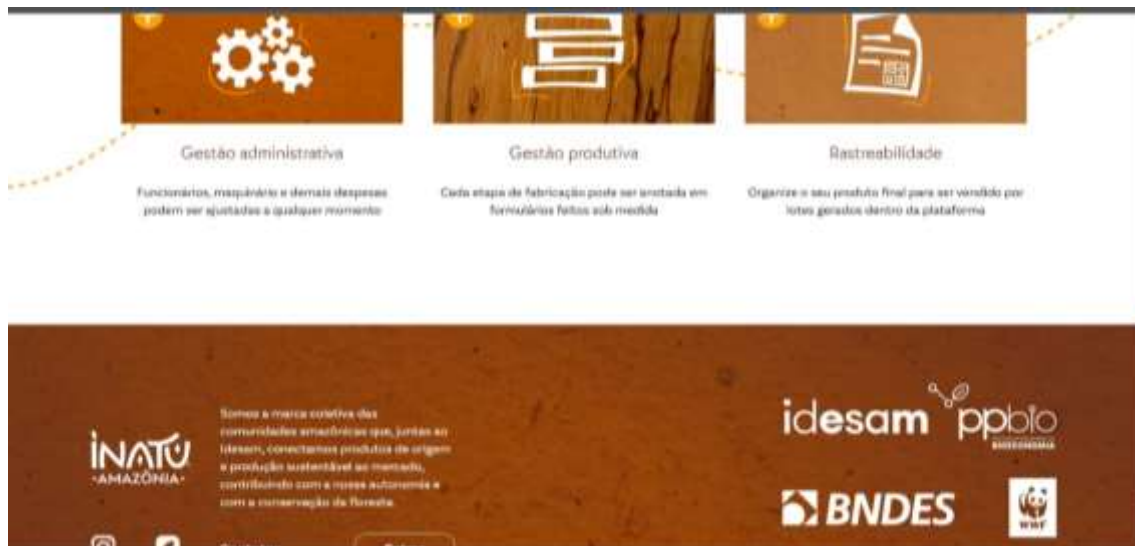 Gestão administrativa
Funcionários, maquinário e demais despesas
podem ser ajustadas a qualquer momento
Gestão produtiva
Cada etapa de fabricação pode ser anotada em
formulários feitos sob medida
Rastreabilidade
Organize o seu produto final para ser vendido por
lotes gerados dentro da plataforma
INATÚ
•AMAZÔNIA•
Somos a marca coletiva das
comunidades amazônicas que, juntas ao
Idesam, conectamos produtos de origem
e produção sustentável ao mercado,
contribuindo com a nossa autonomia e
com a conservação da floresta.
idesam
ppbio
BIOECONOMIA
BNDES
WWF